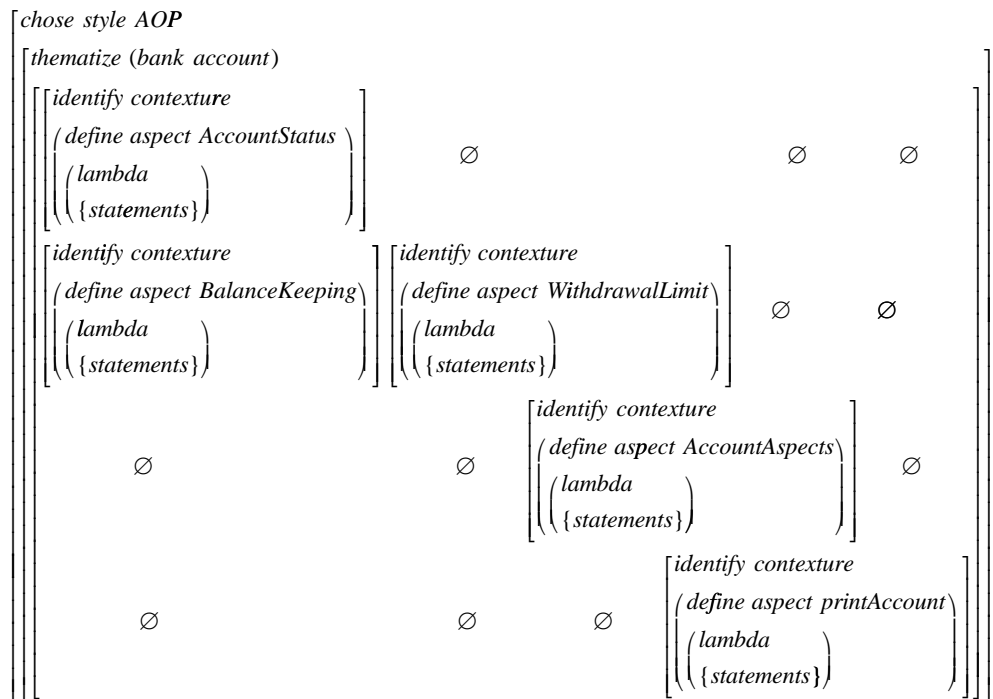 chose style AOP
thematize (bank account)
identify contexture
(define aspect AccountStatus
(lambda
{statements}))
∅ ∅ ∅
identify contexture
(define aspect BalanceKeeping
(lambda
{statements}))
identify contexture
(define aspect WithdrawalLimit
(lambda
{statements}))
∅ ∅
∅ ∅
identify contexture
(define aspect AccountAspects
(lambda
{statements}))
∅
∅ ∅ ∅
identify contexture
(define aspect printAccount
(lambda
{statements}))